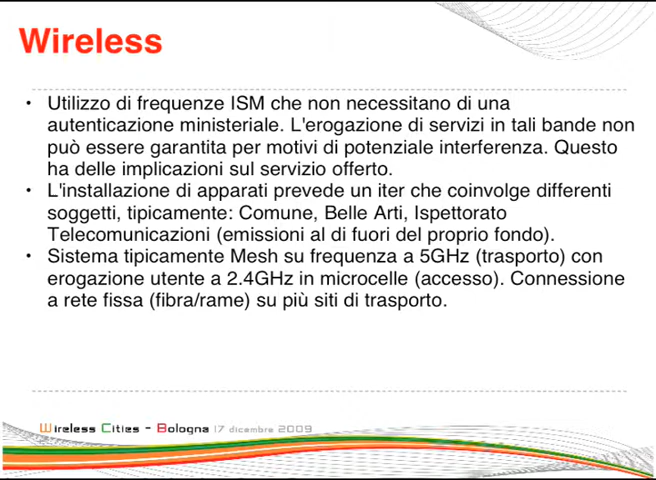 Wireless
• Utilizzo di frequenze ISM che non necessitano di una
autenticazione ministeriale. L'erogazione di servizi in tali bande non
può essere garantita per motivi di potenziale interferenza. Questo
ha delle implicazioni sul servizio offerto.
• L'installazione di apparati prevede un iter che coinvolge differenti
soggetti, tipicamente: Comune, Belle Arti, Ispettorato
Telecomunicazioni (emissioni al di fuori del proprio fondo).
• Sistema tipicamente Mesh su frequenza a 5GHz (trasporto) con
erogazione utente a 2.4GHz in microcelle (accesso). Connessione
a rete fissa (fibra/rame) su più siti di trasporto.
Wireless Cities - Bologna 17 dicembre 2009